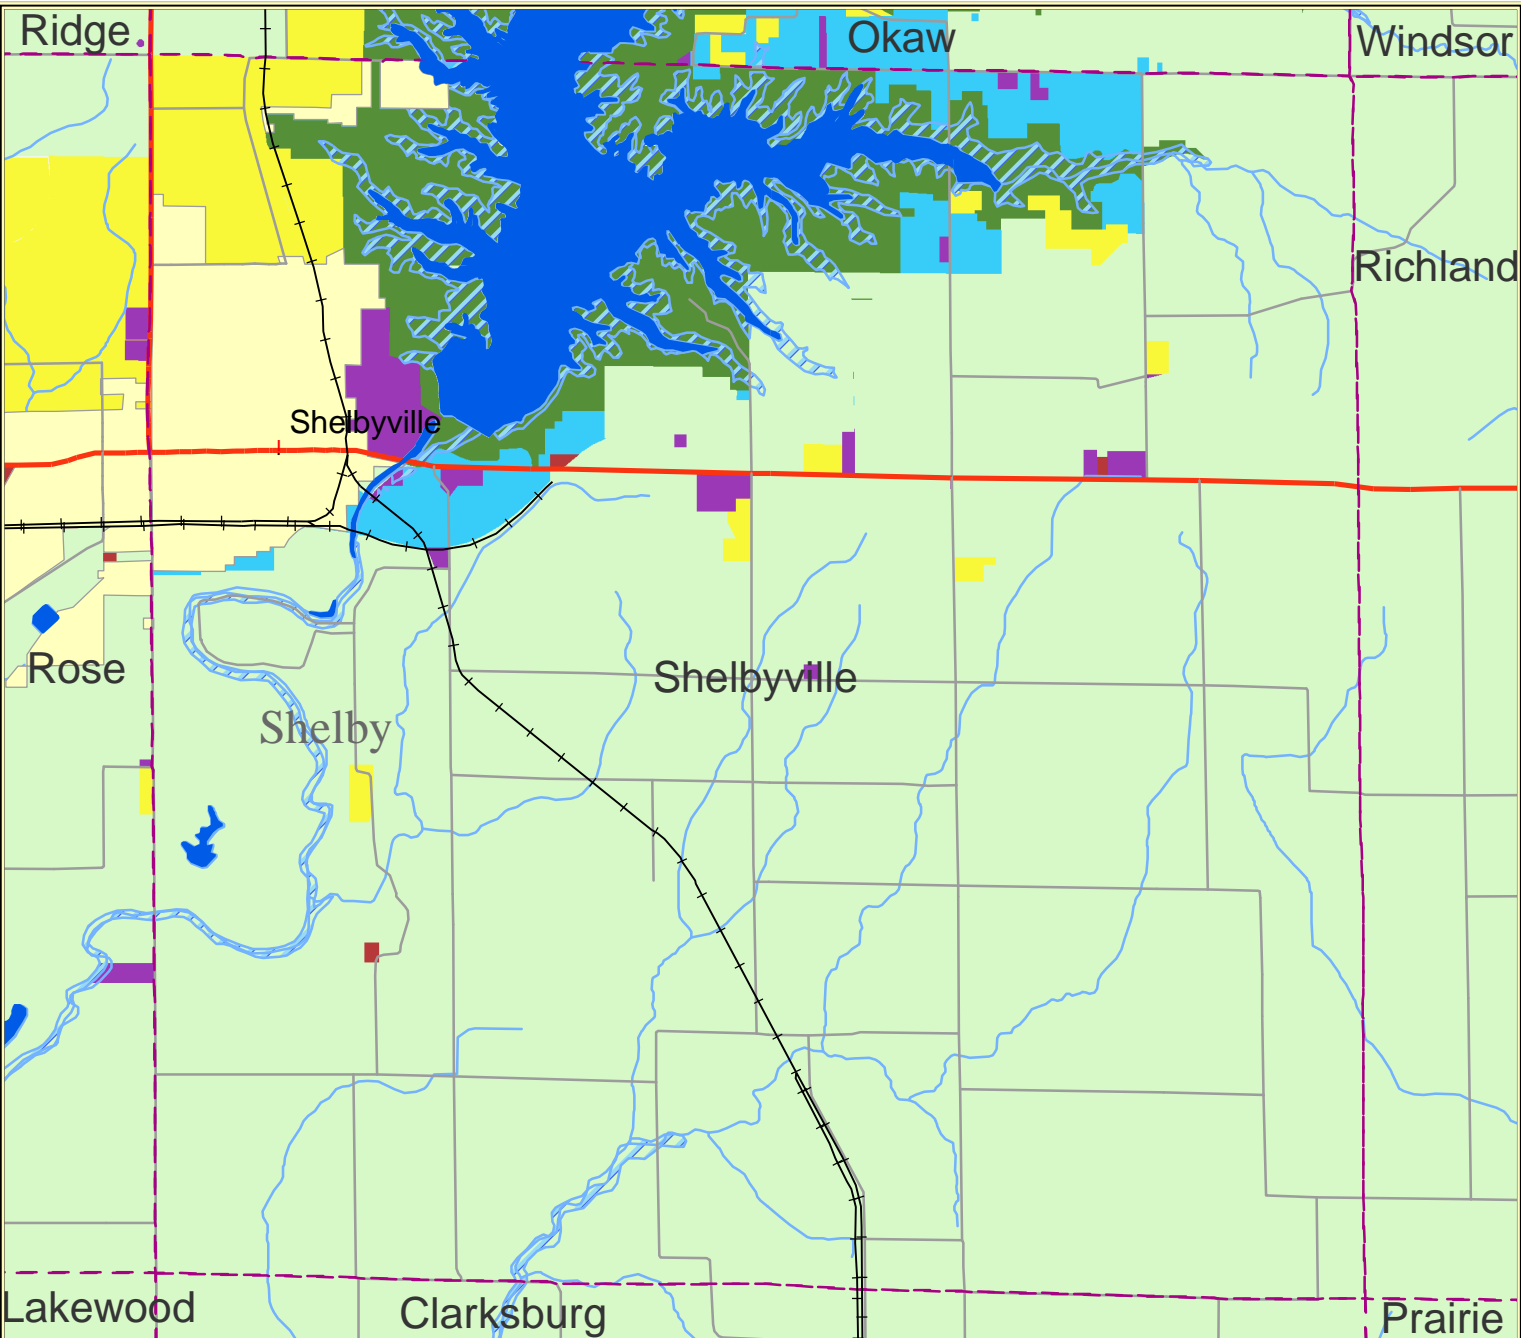 Ridge
Okaw
Windsor
Richland
Shelbyville
Rose
Shelbyville
Shelby
Lakewood
Clarksburg
Prairie